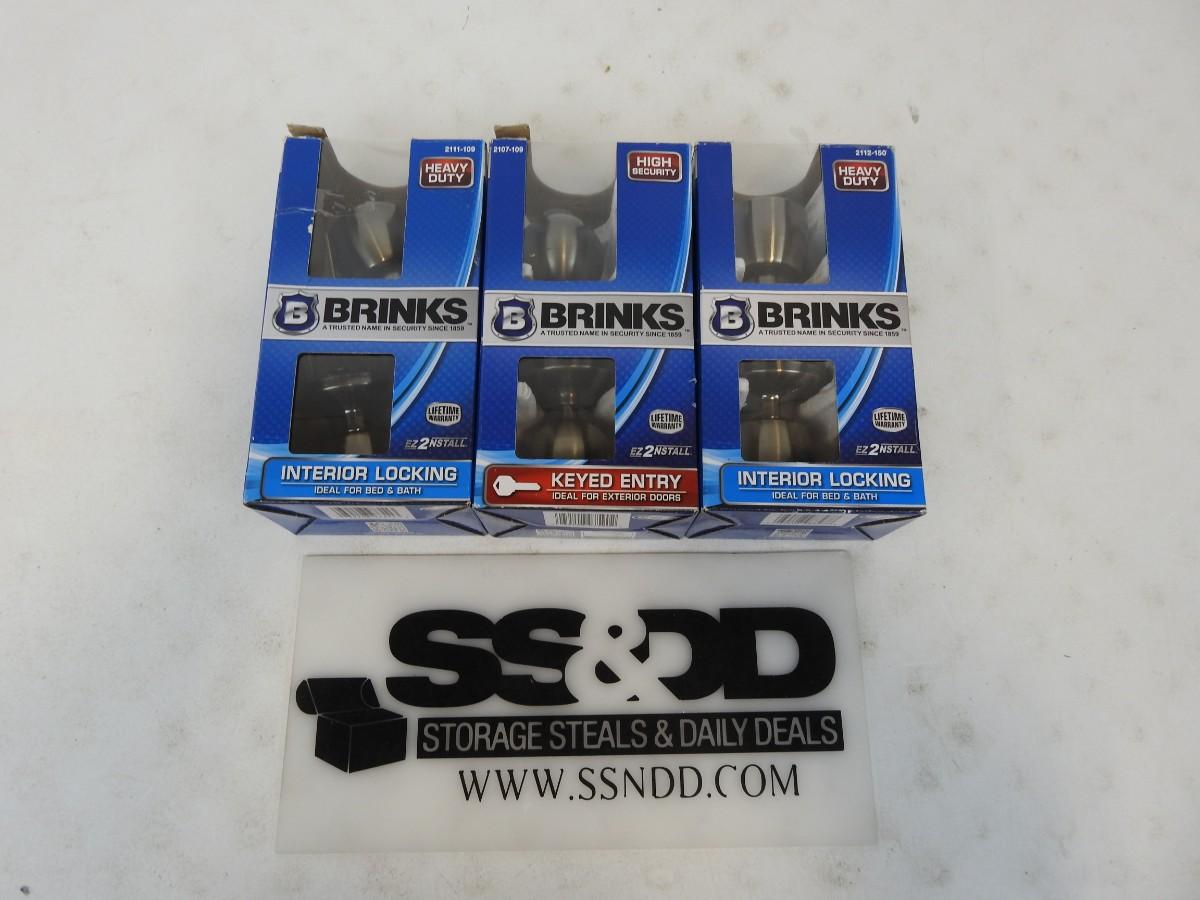 2111-109
HEAVY
DUTY
B BRINKS
A TRUSTED NAME IN SECURITY SINCE 1859
LIFETIME
WARRANTY
EZ2NSTALL
INTERIOR LOCKING
IDEAL FOR BED & BATH
2107-109
HIGH
SECURITY
B BRINKS
A TRUSTED NAME IN SECURITY SINCE 1859
LIFETIME
WARRANTY
EZ2NSTALL
KEYED ENTRY
IDEAL FOR EXTERIOR DOORS
2112-150
HEAVY
DUTY
B BRINKS™
A TRUSTED NAME IN SECURITY SINCE 1859
LIFETIME
WARRANTY
EZ2NSTALL
INTERIOR LOCKING
IDEAL FOR BED & BATH
SS&DD
STORAGE STEALS & DAILY DEALS
WWW.SSNDD.COM